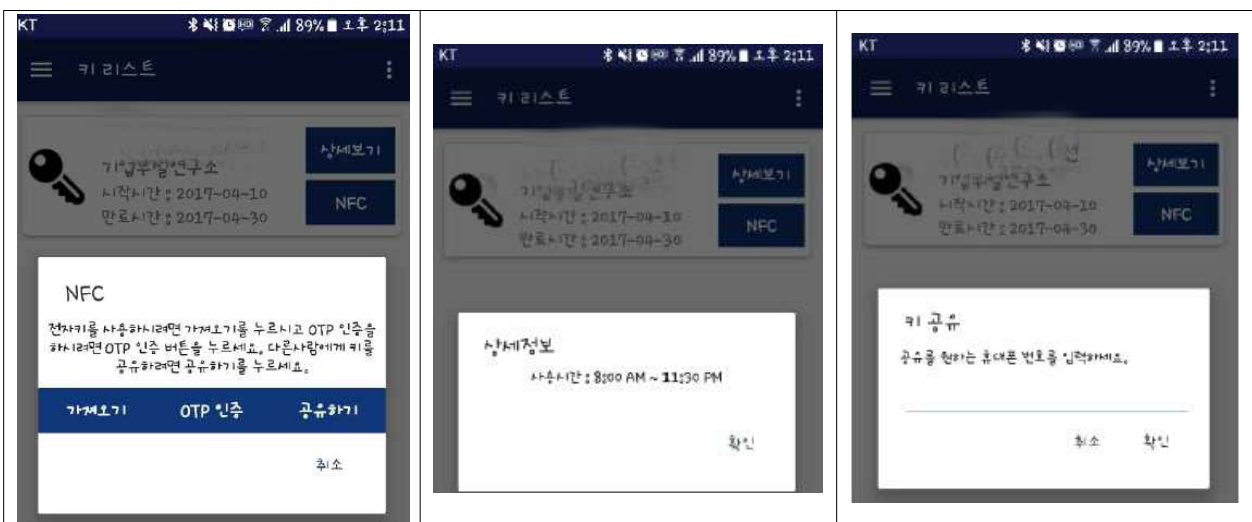 KT 89% 오후 2:11
키 리스트
기업부설연구소
시작시간 : 2017-04-10
만료시간 : 2017-04-30
상세보기
NFC
NFC
전자키를 사용하시려면 가져오기를 누르시고 OTP 인증을
하시려면 OTP 인증 버튼을 누르세요. 다른사람에게 키를
공유하려면 공유하기를 누르세요.
가져오기 OTP 인증 공유하기
취소
KT 89% 오후 2:11
키 리스트
기업부설연구소
시작시간 : 2017-04-10
만료시간 : 2017-04-30
상세보기
NFC
상세정보
사용시간 : 8:00 AM ~ 11:30 PM
확인
KT 89% 오후 2:11
키 리스트
기업부설연구소
시작시간 : 2017-04-10
만료시간 : 2017-04-30
상세보기
NFC
키 공유
공유를 원하는 휴대폰 번호를 입력하세요.
취소 확인